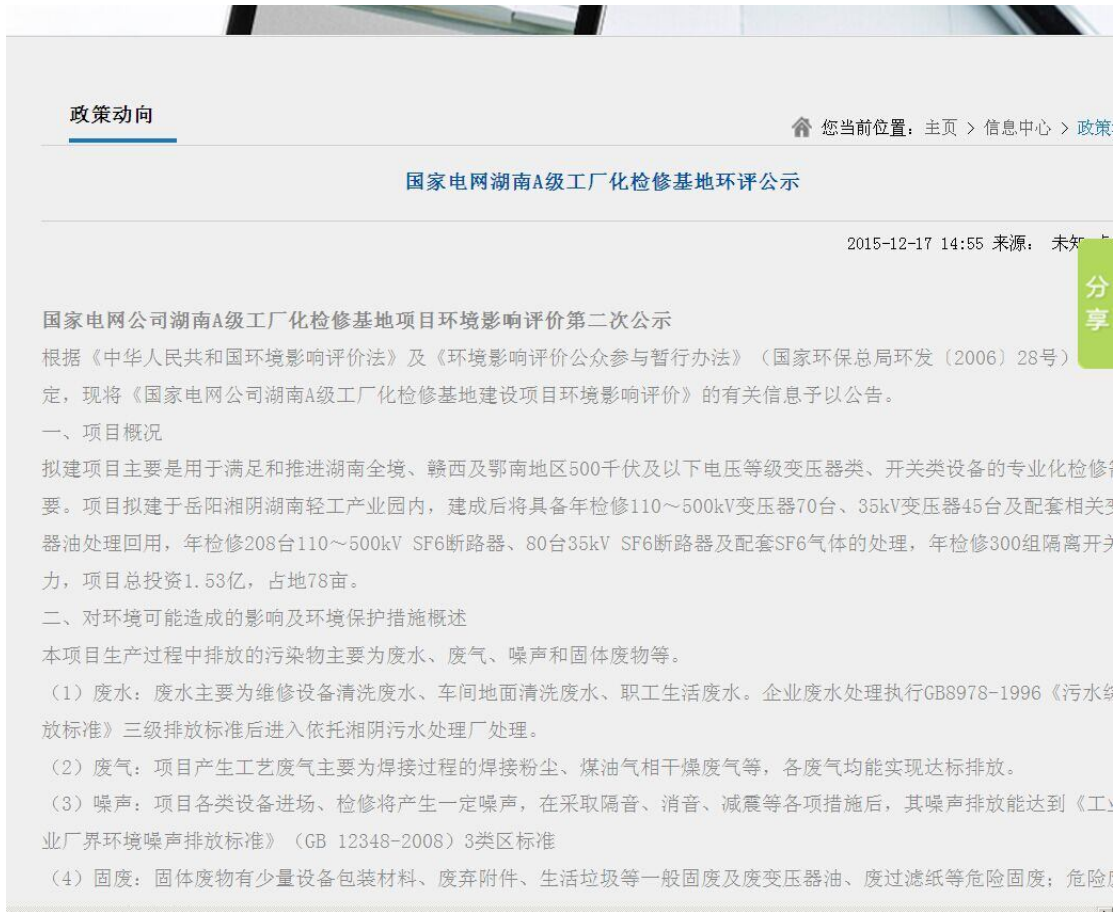 政策动向
您当前位置：主页 > 信息中心 > 政策
国家电网湖南A级工厂化检修基地环评公示
2015-12-17 14:55 来源： 未知
分
享
国家电网公司湖南A级工厂化检修基地项目环境影响评价第二次公示
根据《中华人民共和国环境影响评价法》及《环境影响评价公众参与暂行办法》（国家环保总局环发〔2006〕28号）
定，现将《国家电网公司湖南A级工厂化检修基地建设项目环境影响评价》的有关信息予以公告。
一、项目概况
拟建项目主要是用于满足和推进湖南全境、赣西及鄂南地区500千伏及以下电压等级变压器类、开关类设备的专业化检修
要。项目拟建于岳阳湘阴湖南轻工产业园内，建成后将具备年检修110～500kV变压器70台、35kV变压器45台及配套相关
器油处理回用，年检修208台110～500kV SF6断路器、80台35kV SF6断路器及配套SF6气体的处理，年检修300组隔离开关
力，项目总投资1.53亿，占地78亩。
二、对环境可能造成的影响及环境保护措施概述
本项目生产过程中排放的污染物主要为废水、废气、噪声和固体废物等。
（1）废水：废水主要为维修设备清洗废水、车间地面清洗废水、职工生活废水。企业废水处理执行GB8978-1996《污水
放标准》三级排放标准后进入依托湘阴污水处理厂处理。
（2）废气：项目产生工艺废气主要为焊接过程的焊接粉尘、煤油气相干燥废气等，各废气均能实现达标排放。
（3）噪声：项目各类设备进场、检修将产生一定噪声，在采取隔音、消音、减震等各项措施后，其噪声排放能达到《工
业厂界环境噪声排放标准》（GB 12348-2008）3类区标准
（4）固废：固体废物有少量设备包装材料、废弃附件、生活垃圾等一般固废及废变压器油、废过滤纸等危险固废；危险